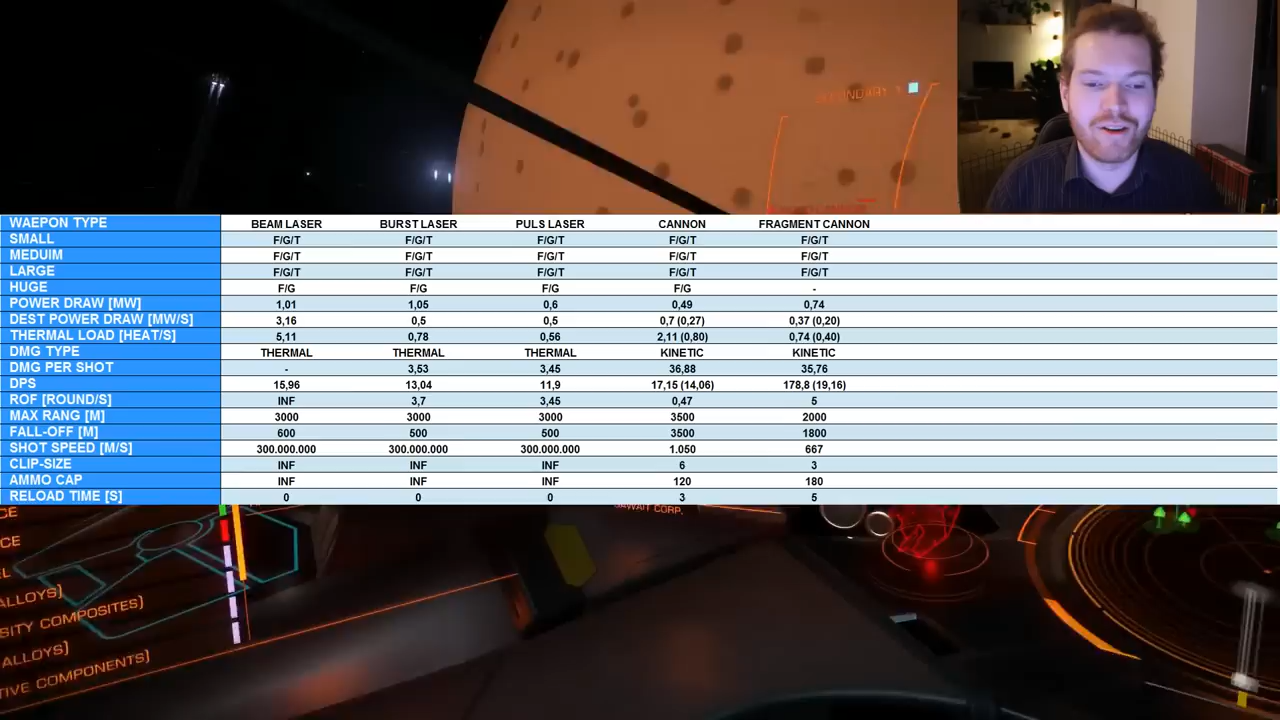 SECONDARY
WAEPON TYPE BEAM LASER BURST LASER PULS LASER CANNON FRAGMENT CANNON
SMALL F/G/T F/G/T F/G/T F/G/T F/G/T
MEDUIM F/G/T F/G/T F/G/T F/G/T F/G/T
LARGE F/G/T F/G/T F/G/T F/G/T F/G/T
HUGE F/G F/G F/G F/G -
POWER DRAW [MW] 1,01 1,05 0,6 0,49 0,74
DEST POWER DRAW [MW/S] 3,16 0,5 0,5 0,7 (0,27) 0,37 (0,20)
THERMAL LOAD [HEAT/S] 5,11 0,78 0,56 2,11 (0,80) 0,74 (0,40)
DMG TYPE THERMAL THERMAL THERMAL KINETIC KINETIC
DMG PER SHOT - 3,53 3,45 36,88 35,76
DPS 15,96 13,04 11,9 17,15 (14,06) 178,8 (19,16)
ROF [ROUND/S] INF 3,7 3,45 0,47 5
MAX RANG [M] 3000 3000 3000 3500 2000
FALL-OFF [M] 600 500 500 3500 1800
SHOT SPEED [M/S] 300.000.000 300.000.000 300.000.000 1.050 667
CLIP-SIZE INF INF INF 6 3
AMMO CAP INF INF INF 120 180
RELOAD TIME [S] 0 0 0 3 5
CORP.
CE
CE
EL
ALLOYS)
SITY COMPOSITES)
ALLOYS)
TIVE COMPONENTS)